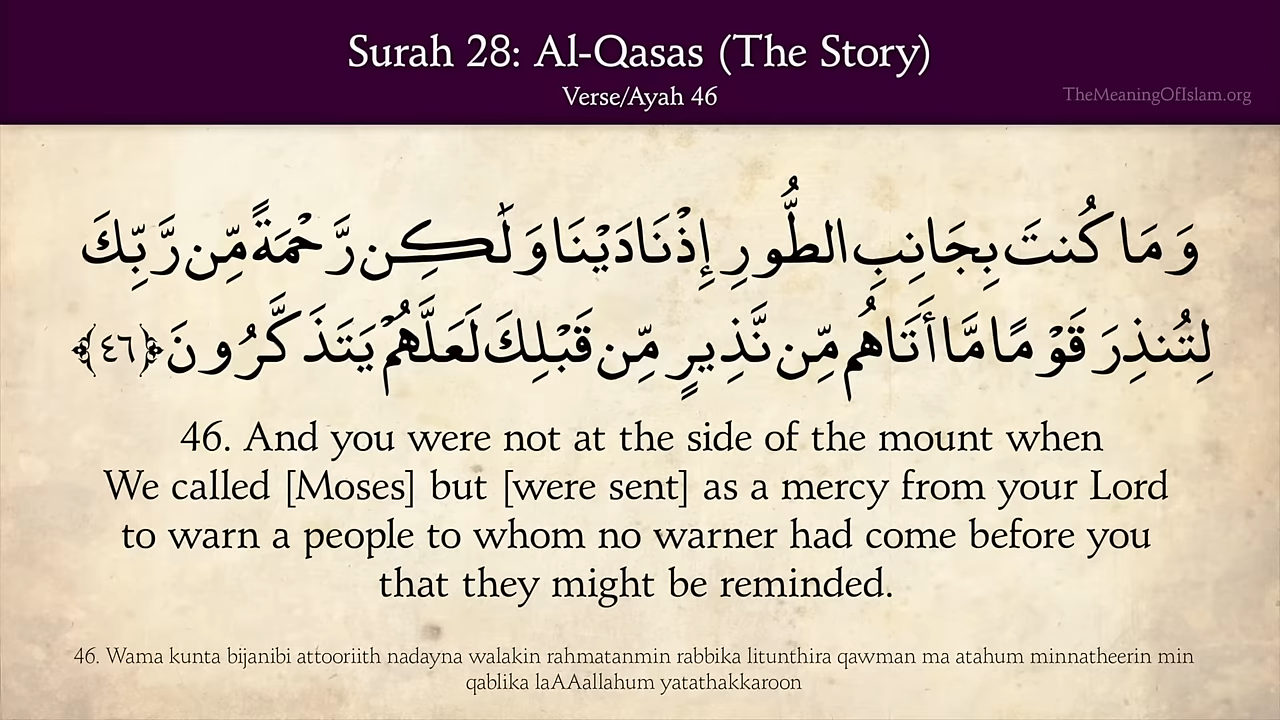 Surah 28: Al-Qasas (The Story)
Verse/Ayah 46
TheMeaningOfIslam.org
وَمَا كُنتَ بِجَانِبِ الطُّورِ إِذْ نَادَيْنَا وَلَٰكِن رَّحْمَةً مِّن رَّبِّكَ
لِتُنذِرَ قَوْمًا مَّا أَتَاهُم مِّن نَّذِيرٍ مِّن قَبْلِكَ لَعَلَّهُمْ يَتَذَكَّرُونَ ﴿٤٦﴾
46. And you were not at the side of the mount when
We called [Moses] but [were sent] as a mercy from your Lord
to warn a people to whom no warner had come before you
that they might be reminded.
46. Wama kunta bijanibi attooriith nadayna walakin rahmatanmin rabbika litunthira qawman ma atahum minnatheerin min
qablika laAAallahum yatathakkaroon